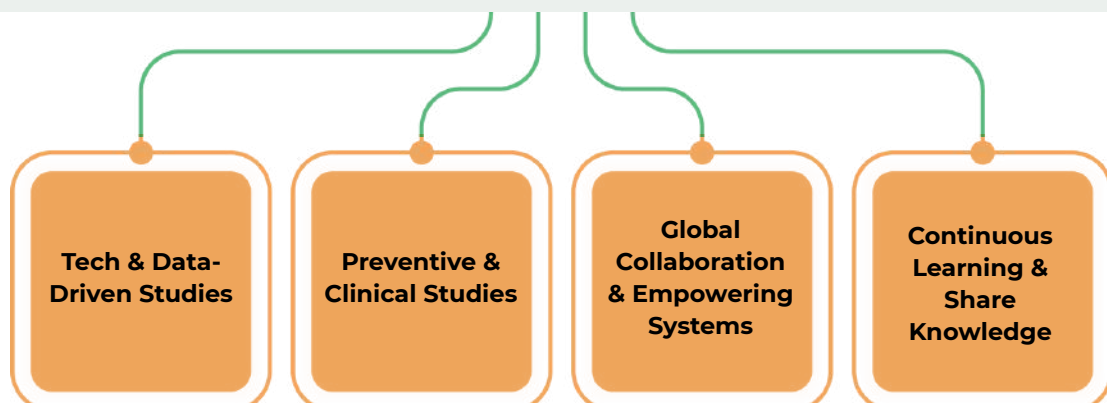 Tech & Data-
Driven Studies
Preventive &
Clinical Studies
Global
Collaboration
& Empowering
Systems
Continuous
Learning &
Share
Knowledge